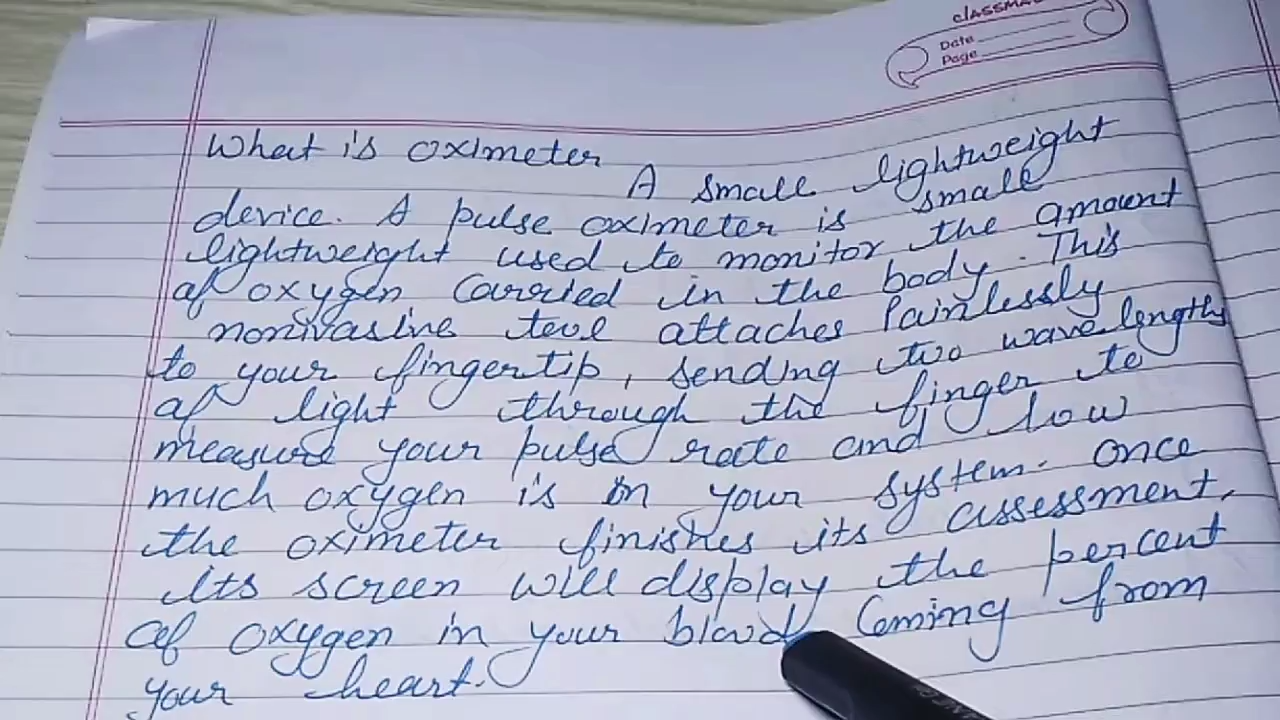 classma
Date
Page
What is oximeter
A small lightweight
device. A pulse oximeter is small
lightweight used to monitor the amount
of oxygen carried in the body. This
nonivasine tool attaches painlessly
to your fingertip, sending two wavelengths
of light through the finger to
measure your pulse rate and low
much oxygen is in your system. once
the oximeter finishes its assessment,
its screen will display the percent
of oxygen in your blood coming from
your heart.